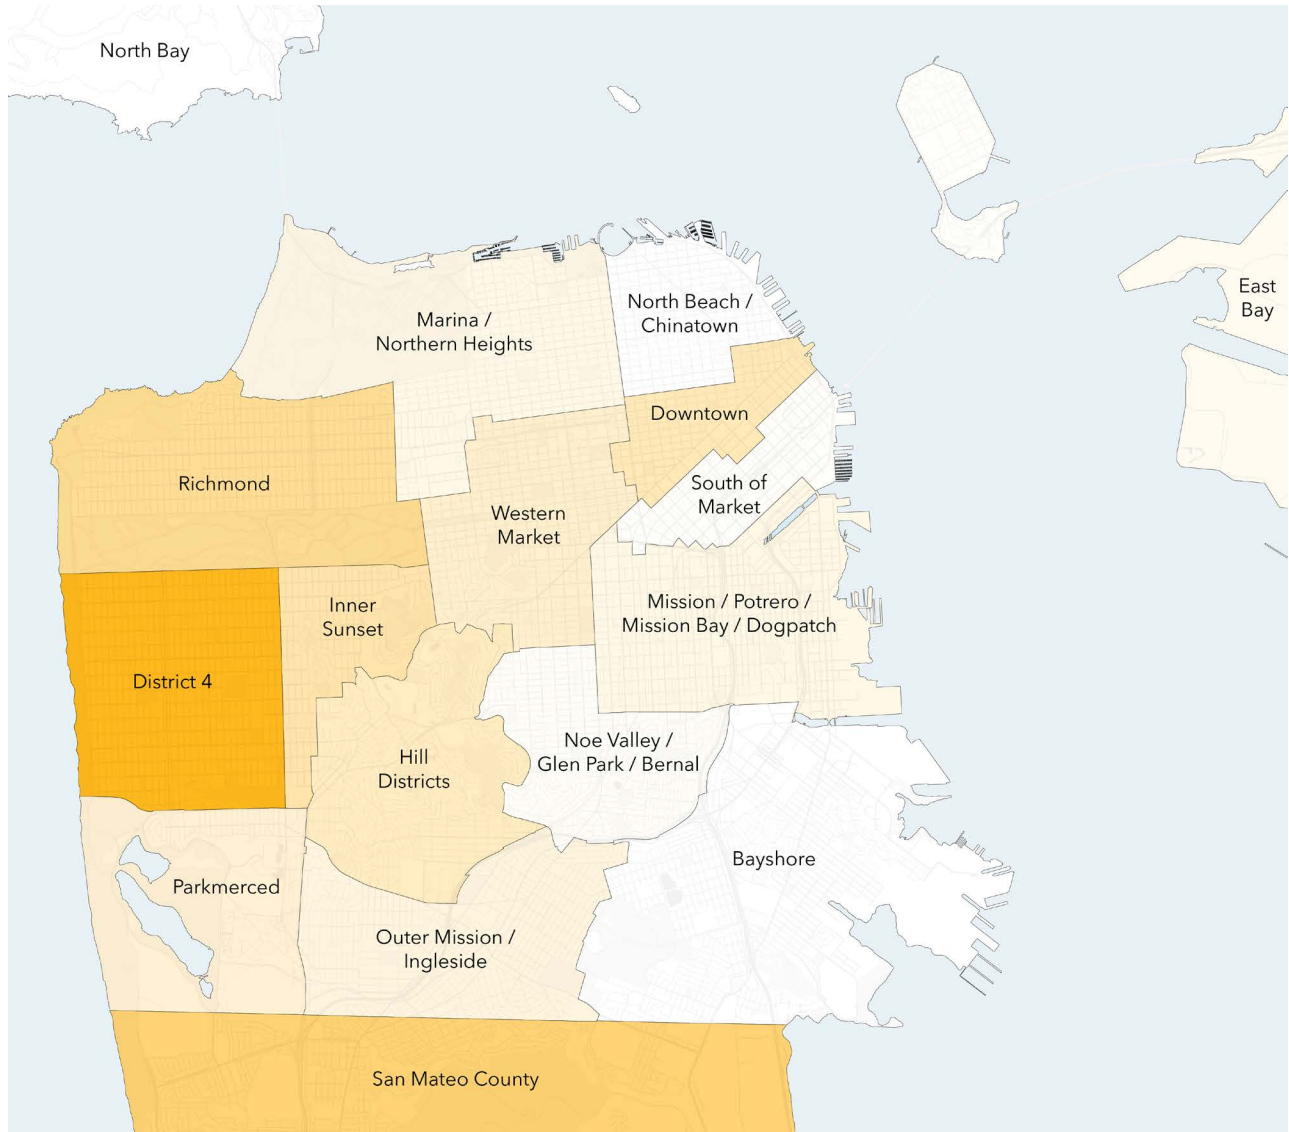 North Bay
East
Bay
North Beach /
Chinatown
Marina /
Northern Heights
Downtown
Richmond
South of
Market
Western
Market
Inner
Sunset
Mission / Potrero /
Mission Bay / Dogpatch
District 4
Noe Valley /
Glen Park / Bernal
Hill
Districts
Bayshore
Parkmerced
Outer Mission /
Ingleside
San Mateo County